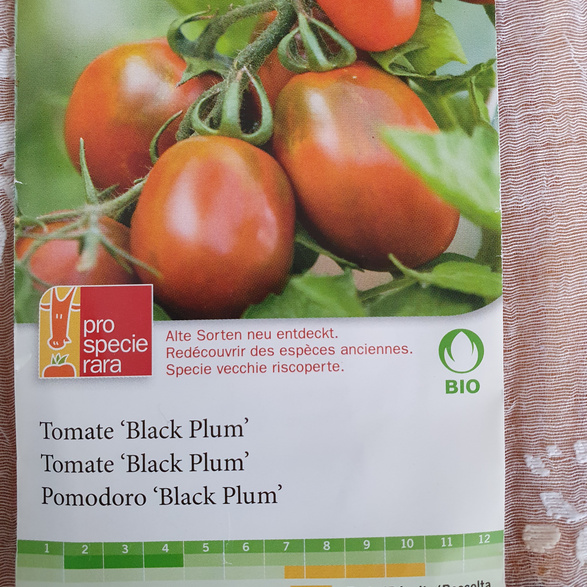 pro
specie
rara
Alte Sorten neu entdeckt.
Redécouvrir des espèces anciennes.
Specie vecchie riscoperte.
BIO
Tomate ‘Black Plum’
Tomate ‘Black Plum’
Pomodoro ‘Black Plum’
1 2 3 4 5 6 7 8 9 10 11 12